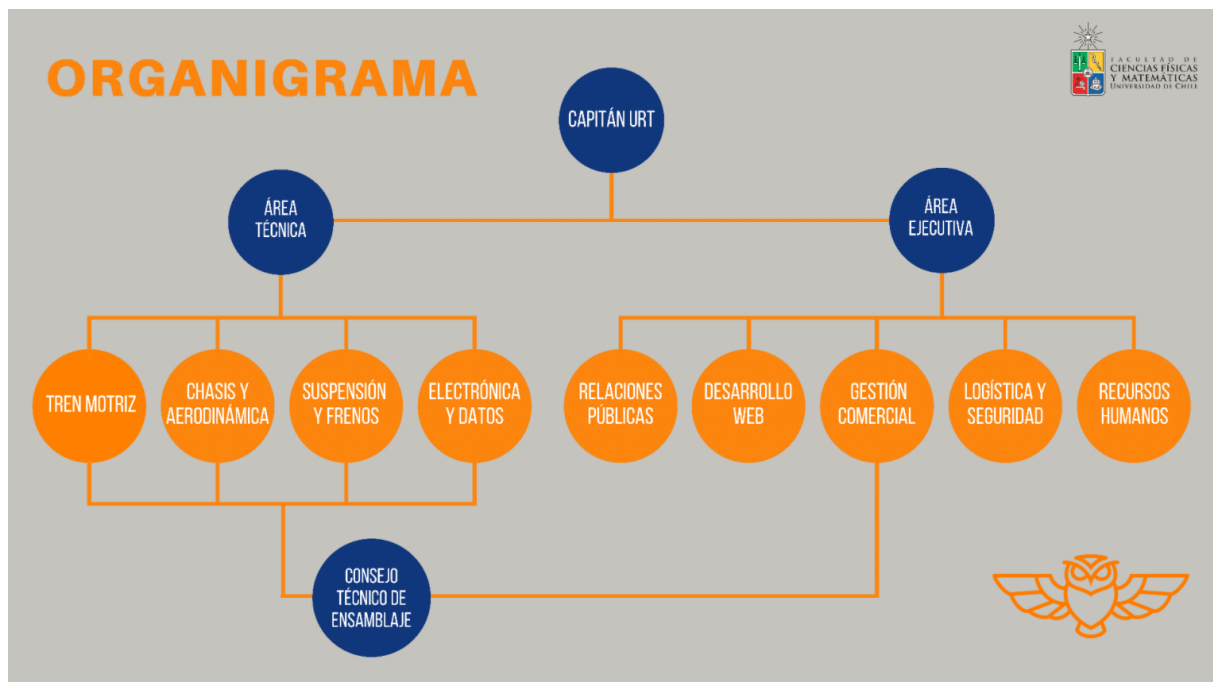 ORGANIGRAMA
FACULTAD DE
CIENCIAS FÍSICAS
Y MATEMÁTICAS
UNIVERSIDAD DE CHILE
CAPITÁN URT
ÁREA
TÉCNICA
ÁREA
EJECUTIVA
TREN MOTRIZ
CHASIS Y
AERODINÁMICA
SUSPENSIÓN
Y FRENOS
ELECTRÓNICA
Y DATOS
RELACIONES
PÚBLICAS
DESARROLLO
WEB
GESTIÓN
COMERCIAL
LOGÍSTICA Y
SEGURIDAD
RECURSOS
HUMANOS
CONSEJO
TÉCNICO DE
ENSAMBLAJE